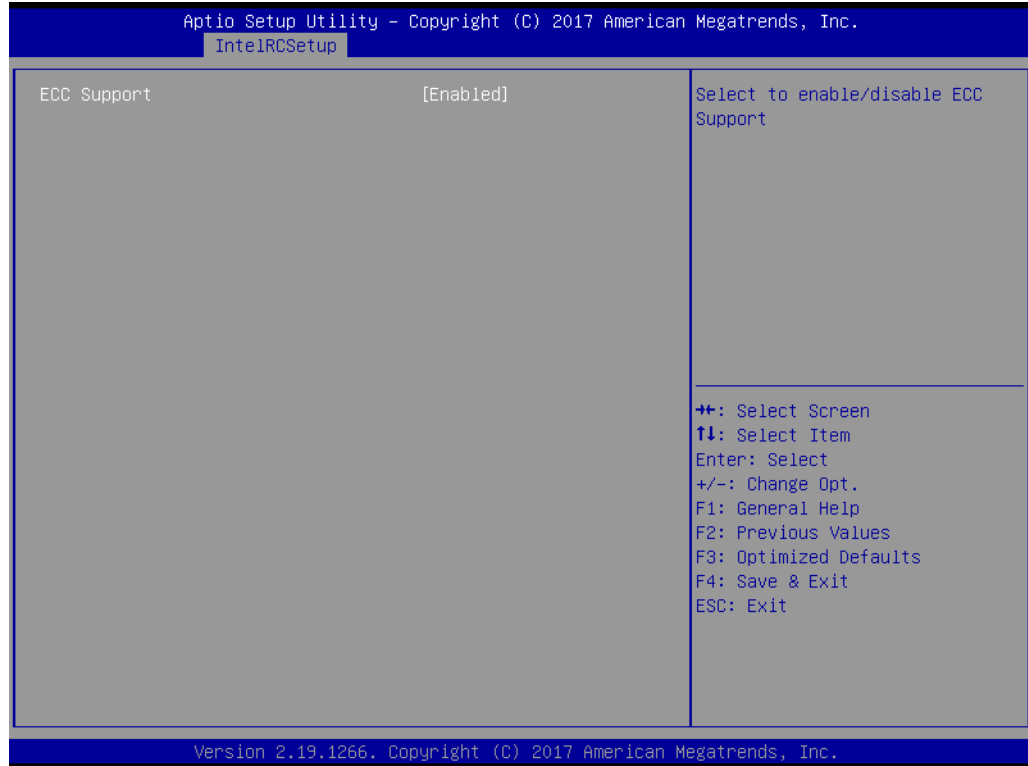 Aptio Setup Utility – Copyright (C) 2017 American Megatrends, Inc.
IntelRCSetup
ECC Support [Enabled]
Select to enable/disable ECC
Support
→←: Select Screen
↑↓: Select Item
Enter: Select
+/-: Change Opt.
F1: General Help
F2: Previous Values
F3: Optimized Defaults
F4: Save & Exit
ESC: Exit
Version 2.19.1266. Copyright (C) 2017 American Megatrends, Inc.